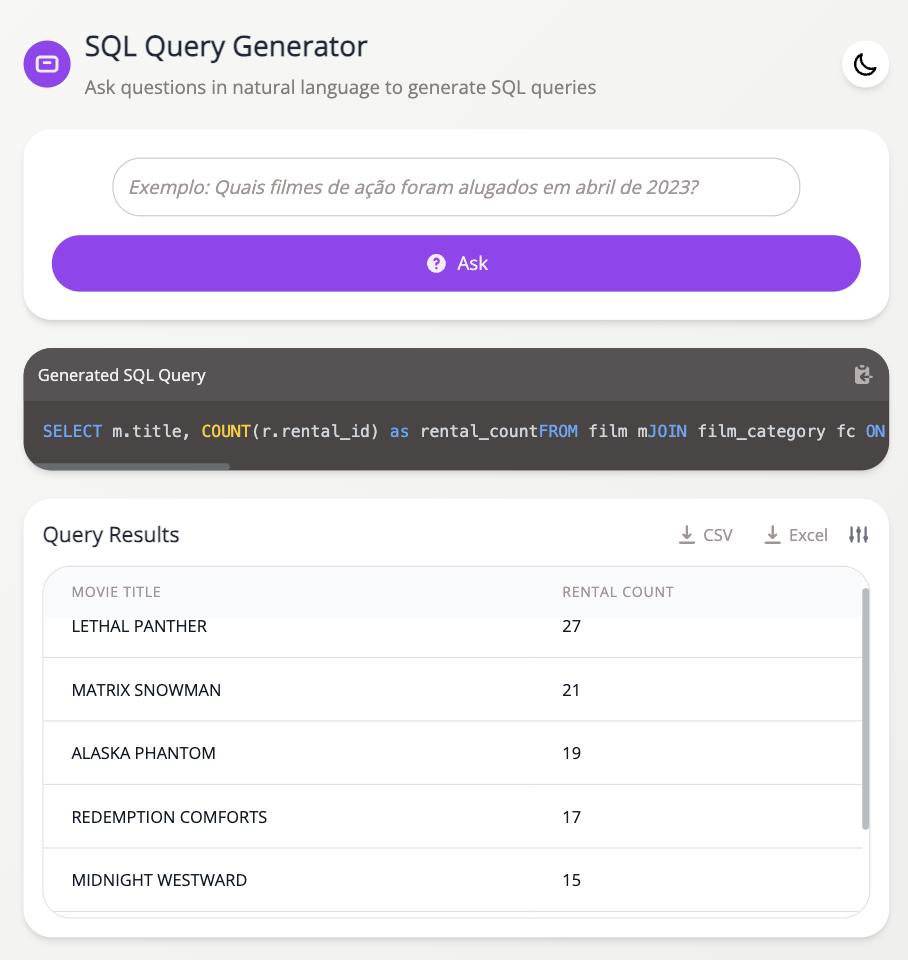 SQL Query Generator
Ask questions in natural language to generate SQL queries
Exemplo: Quais filmes de ação foram alugados em abril de 2023?
Ask
Generated SQL Query
SELECT m.title, COUNT(r.rental_id) as rental_countFROM film mJOIN film_category fc ON
Query Results
CSV
Excel
MOVIE TITLE RENTAL COUNT
LETHAL PANTHER 27
MATRIX SNOWMAN 21
ALASKA PHANTOM 19
REDEMPTION COMFORTS 17
MIDNIGHT WESTWARD 15